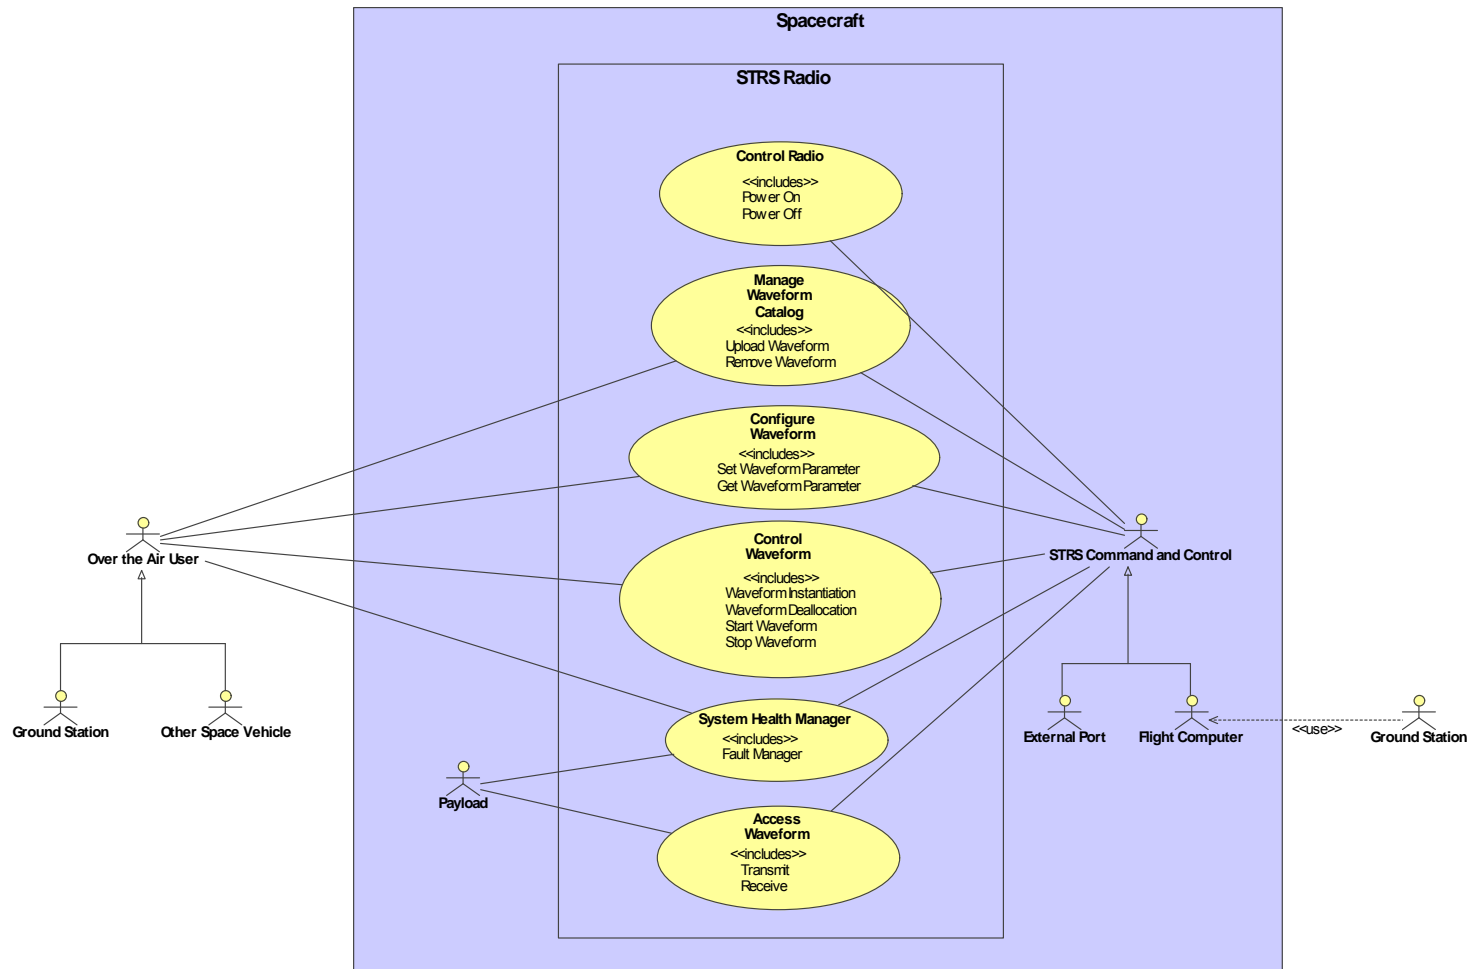 Spacecraft
STRS Radio
Control Radio
<<includes>>
Power On
Power Off
Manage
Waveform
Catalog
<<includes>>
Upload Waveform
Remove Waveform
Configure
Waveform
<<includes>>
Set Waveform Parameter
Get Waveform Parameter
Control
Waveform
<<includes>>
Waveform Instantiation
Waveform Deallocation
Start Waveform
Stop Waveform
Over the Air User
STRS Command and Control
System Health Manager
<<includes>>
Fault Manager
Ground Station
Other Space Vehicle
External Port
Flight Computer
<<use>>
Ground Station
Payload
Access
Waveform
<<includes>>
Transmit
Receive